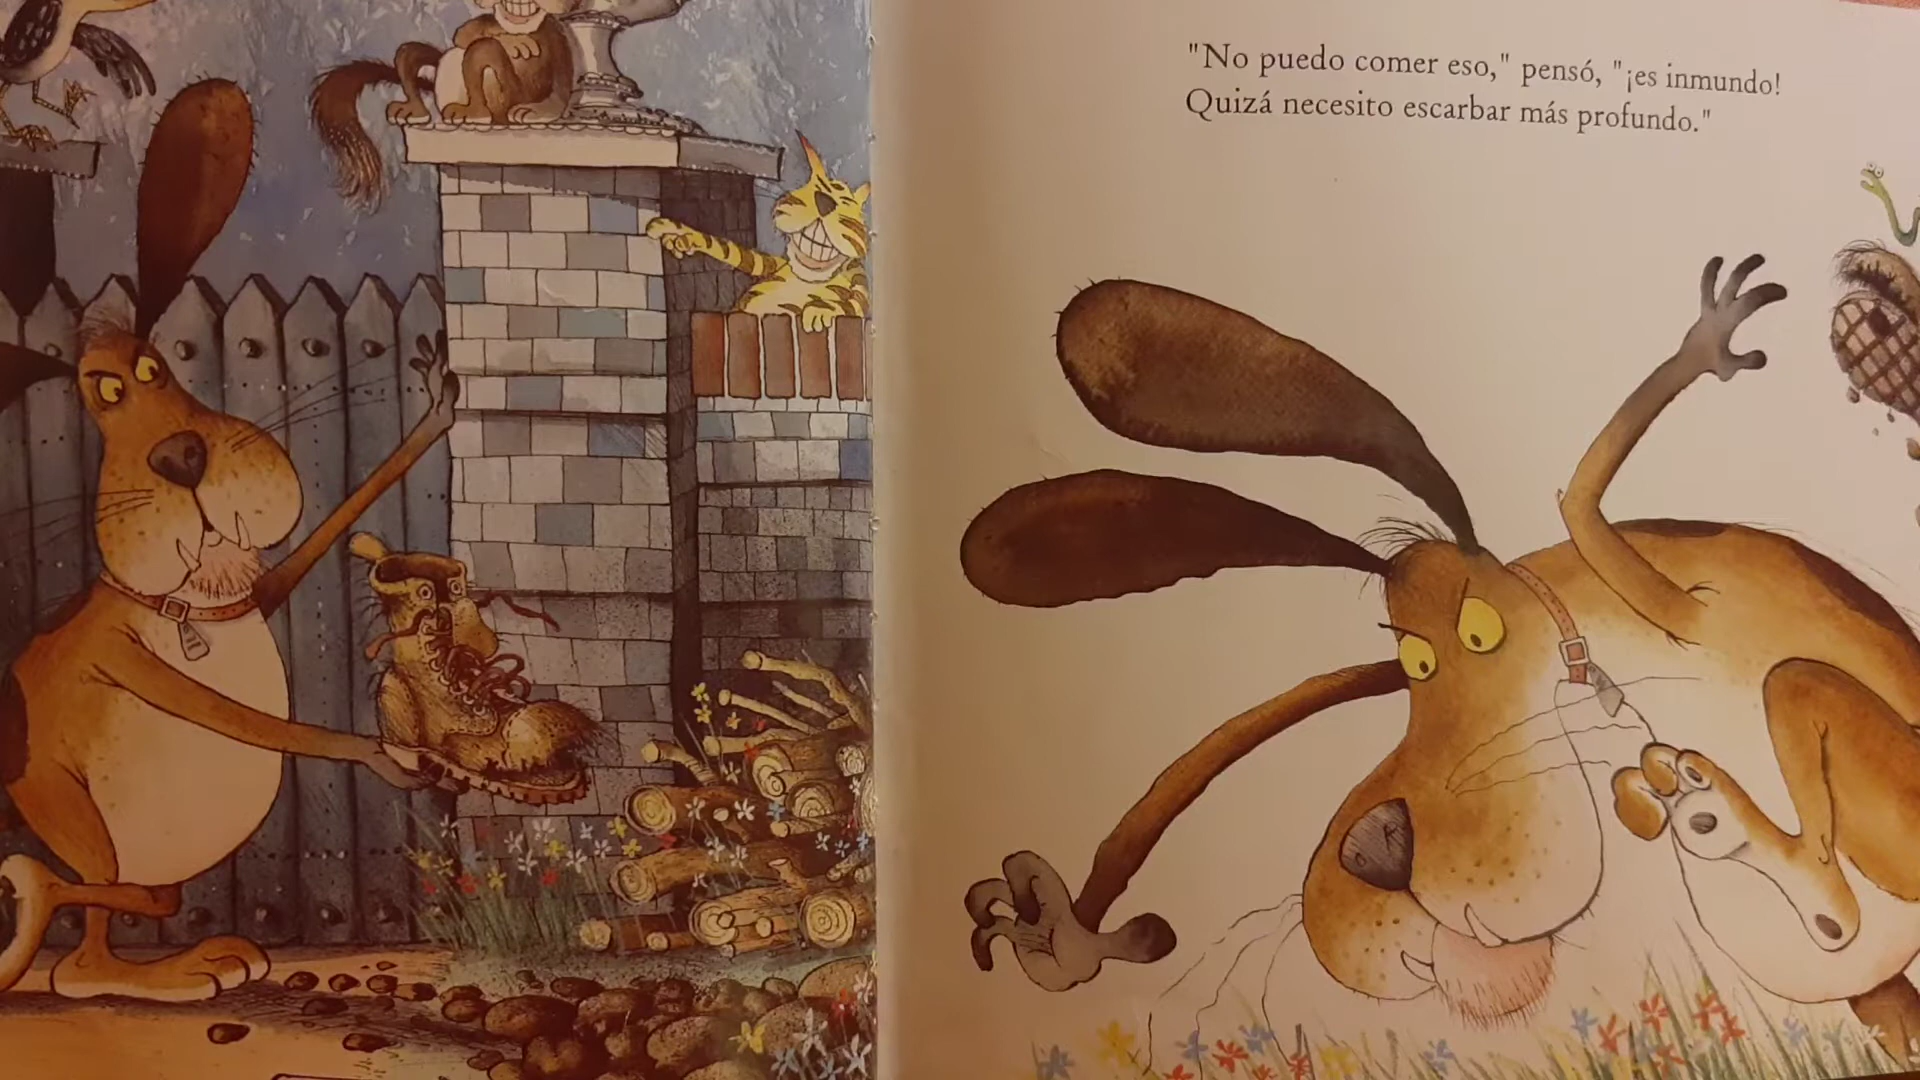 "No puedo comer eso," pensó, "¡es inmundo!
Quizá necesito escarbar más profundo."